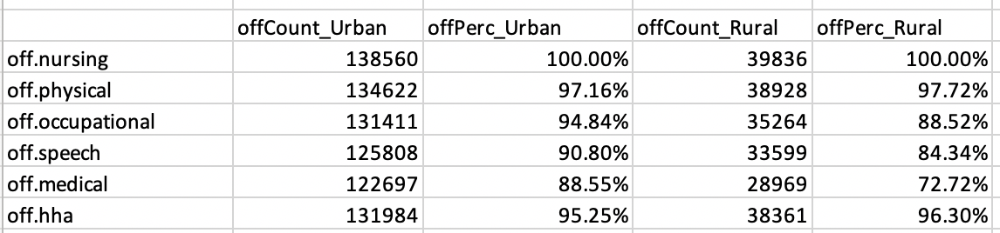 offCount_Urban offPerc_Urban offCount_Rural offPerc_Rural
off.nursing 138560 100.00% 39836 100.00%
off.physical 134622 97.16% 38928 97.72%
off.occupational 131411 94.84% 35264 88.52%
off.speech 125808 90.80% 33599 84.34%
off.medical 122697 88.55% 28969 72.72%
off.hha 131984 95.25% 38361 96.30%